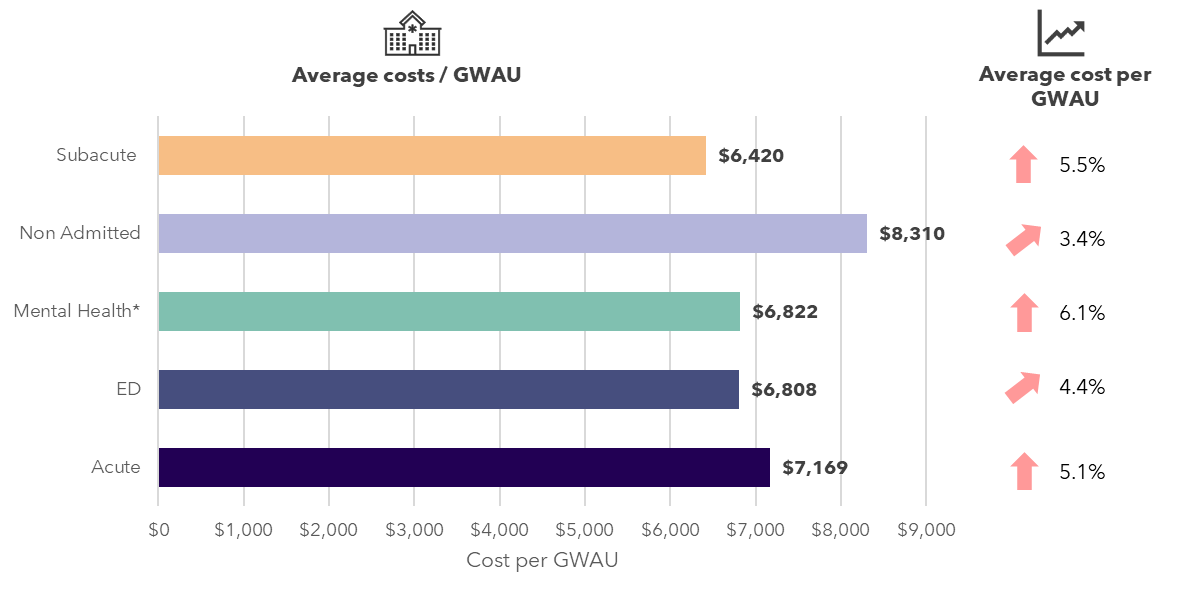 Average costs / GWAU
Average cost per
GWAU
Subacute
$6,420
5.5%
Non Admitted
$8,310
3.4%
Mental Health*
$6,822
6.1%
ED
$6,808
4.4%
Acute
$7,169
5.1%
$0 $1,000 $2,000 $3,000 $4,000 $5,000 $6,000 $7,000 $8,000 $9,000
Cost per GWAU